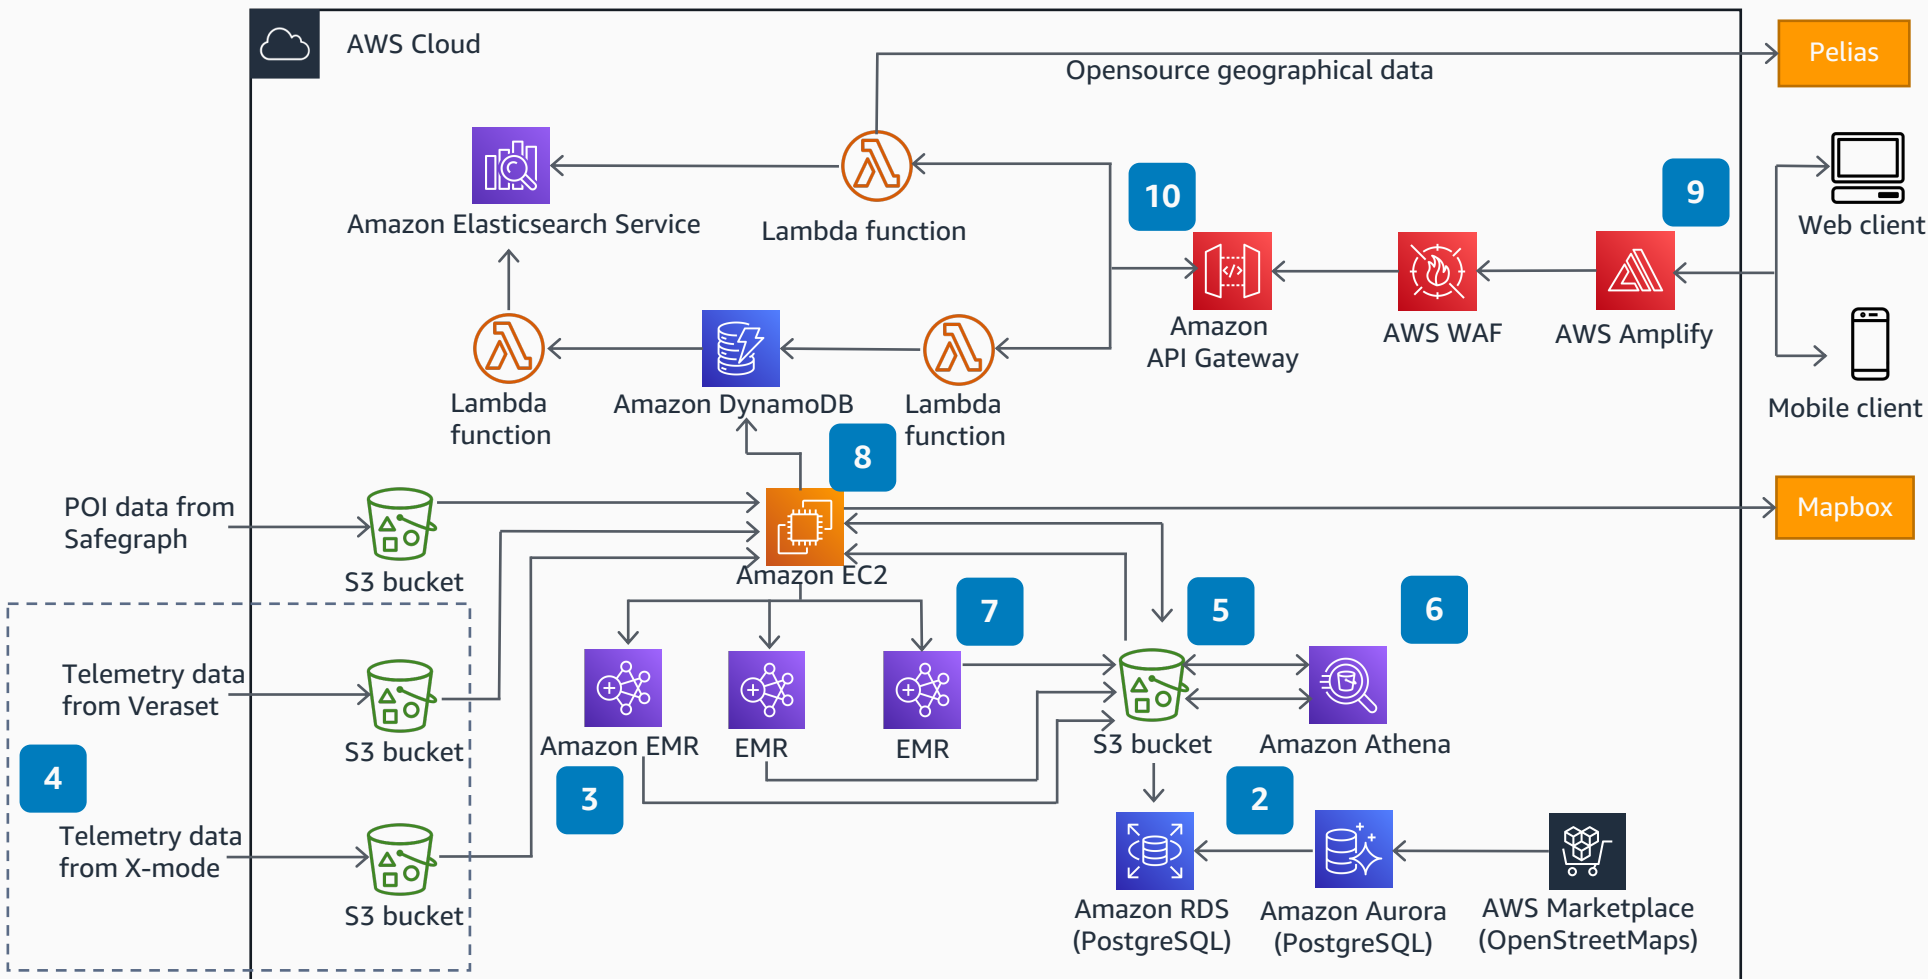 AWS Cloud
Pelias
Opensource geographical data
10
9
Amazon Elasticsearch Service
Lambda function
Web client
Amazon
API Gateway
AWS WAF
AWS Amplify
Lambda
function
Amazon DynamoDB
Lambda
function
Mobile client
8
POI data from
Safegraph
Mapbox
S3 bucket
Amazon EC2
7
5
6
Telemetry data
from Veraset
S3 bucket
Amazon EMR
EMR
EMR
S3 bucket
Amazon Athena
4
3
2
Telemetry data
from X-mode
S3 bucket
Amazon RDS
(PostgreSQL)
Amazon Aurora
(PostgreSQL)
AWS Marketplace
(OpenStreetMaps)